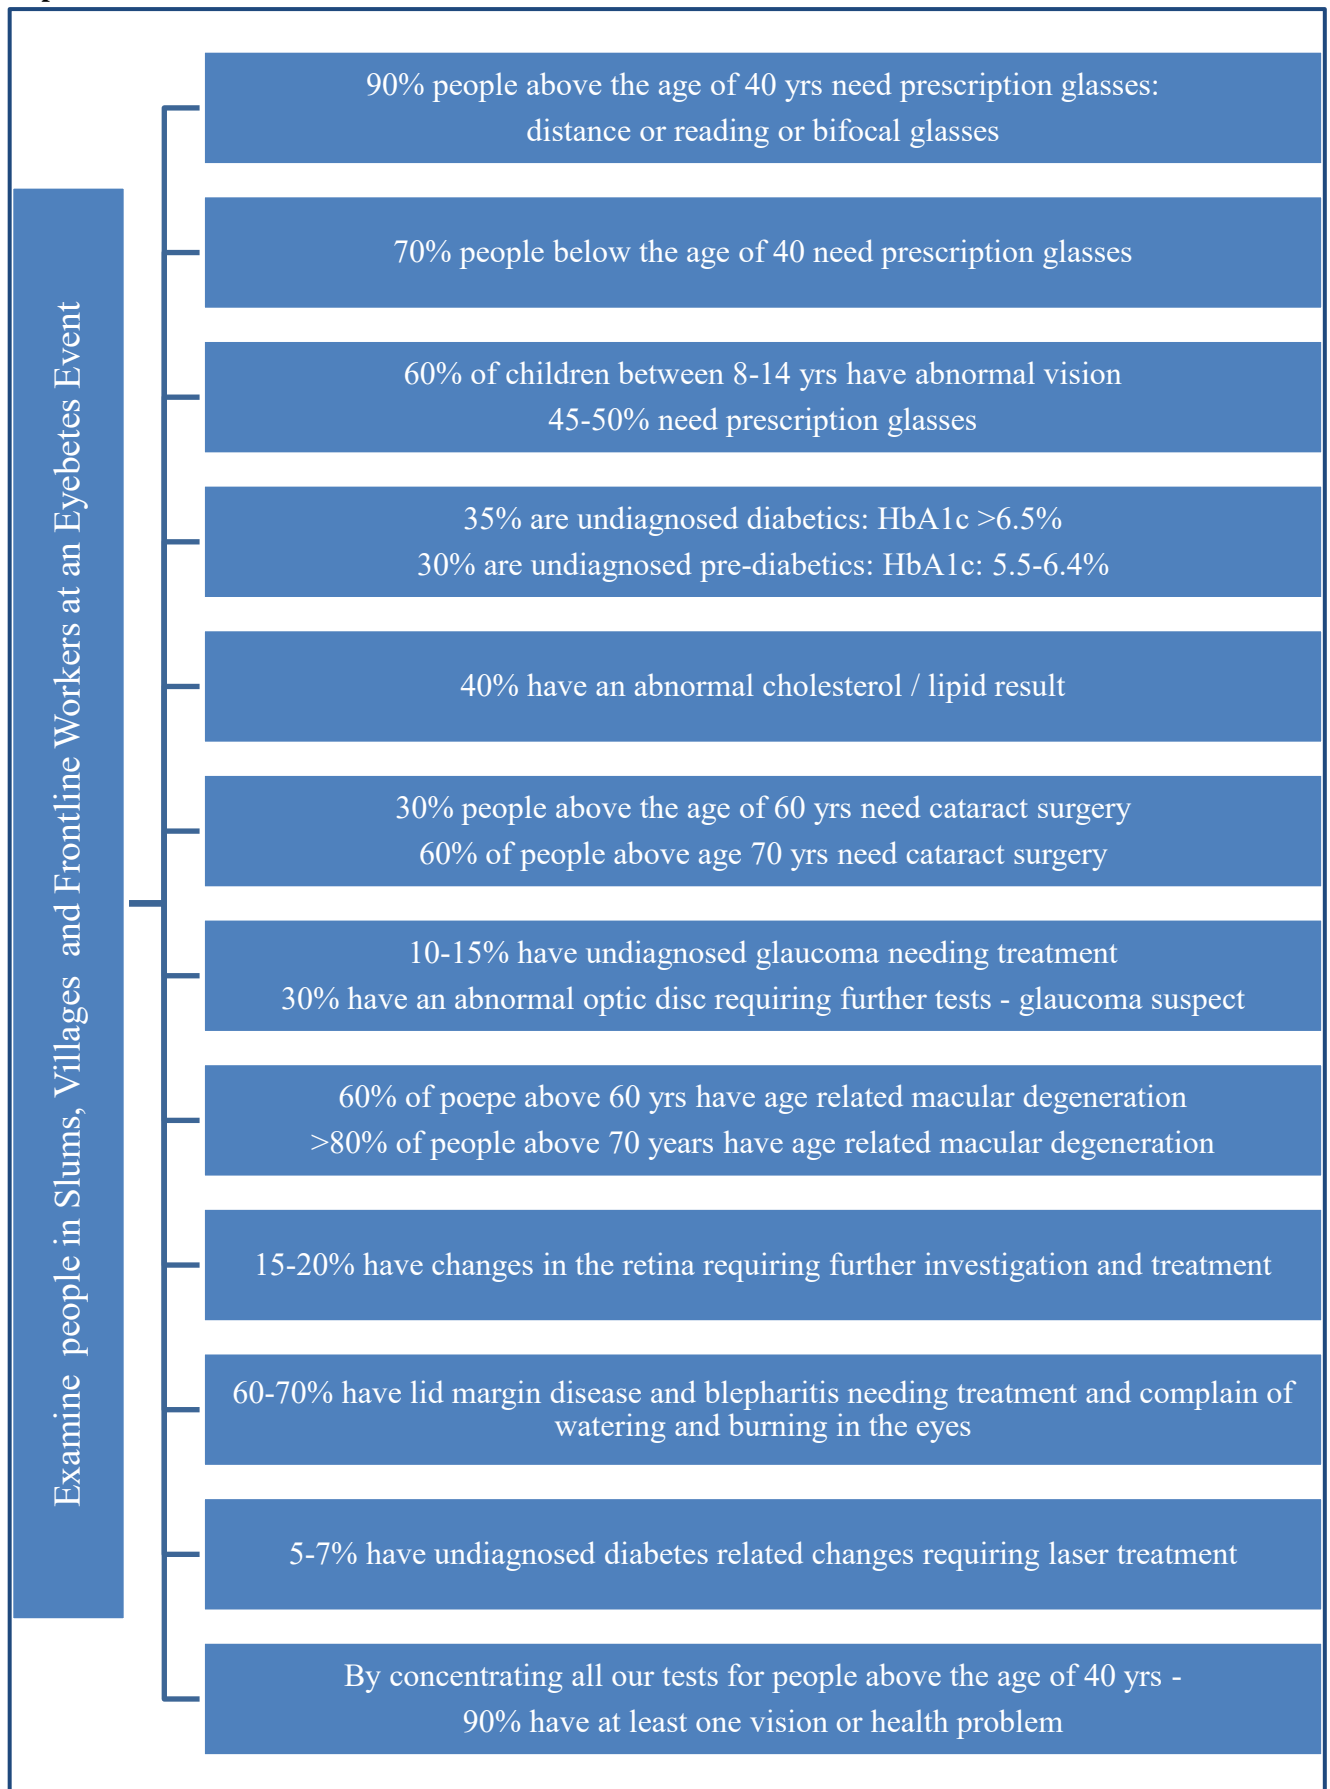 Examine people in Slums, Villages and Frontline Workers at an Eyebetes Event
90% people above the age of 40 yrs need prescription glasses:
distance or reading or bifocal glasses
70% people below the age of 40 need prescription glasses
60% of children between 8-14 yrs have abnormal vision
45-50% need prescription glasses
35% are undiagnosed diabetics: HbA1c >6.5%
30% are undiagnosed pre-diabetics: HbA1c: 5.5-6.4%
40% have an abnormal cholesterol / lipid result
30% people above the age of 60 yrs need cataract surgery
60% of people above age 70 yrs need cataract surgery
10-15% have undiagnosed glaucoma needing treatment
30% have an abnormal optic disc requiring further tests - glaucoma suspect
60% of poepe above 60 yrs have age related macular degeneration
>80% of people above 70 years have age related macular degeneration
15-20% have changes in the retina requiring further investigation and treatment
60-70% have lid margin disease and blepharitis needing treatment and complain of
watering and burning in the eyes
5-7% have undiagnosed diabetes related changes requiring laser treatment
By concentrating all our tests for people above the age of 40 yrs -
90% have at least one vision or health problem